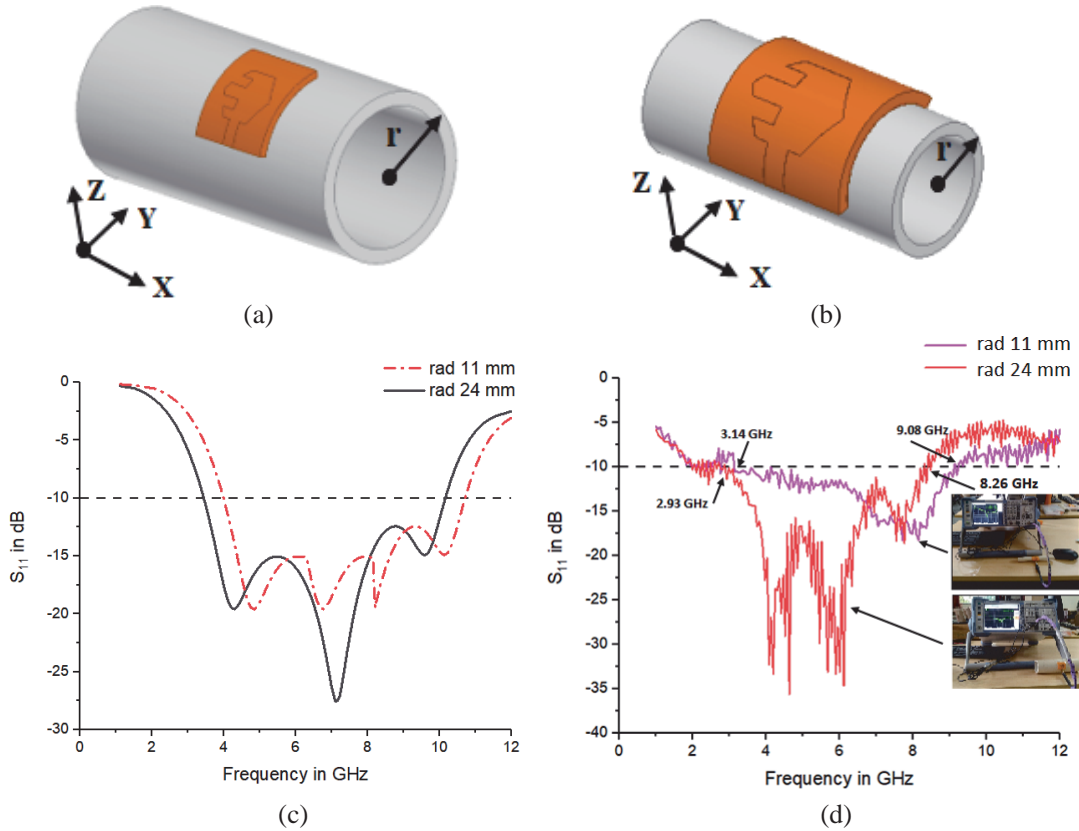 r
Z
Y
X
(a)
r
Z
Y
X
(b)
rad 11 mm
rad 24 mm
0
-5
-10
-15
-20
-25
-30
S11 in dB
0 2 4 6 8 10 12
Frequency in GHz
(c)
rad 11 mm
rad 24 mm
0
-5
-10
-15
-20
-25
-30
-35
-40
S11 in dB
3.14 GHz
9.08 GHz
2.93 GHz
8.26 GHz
0 2 4 6 8 10 12
Frequency in GHz
(d)